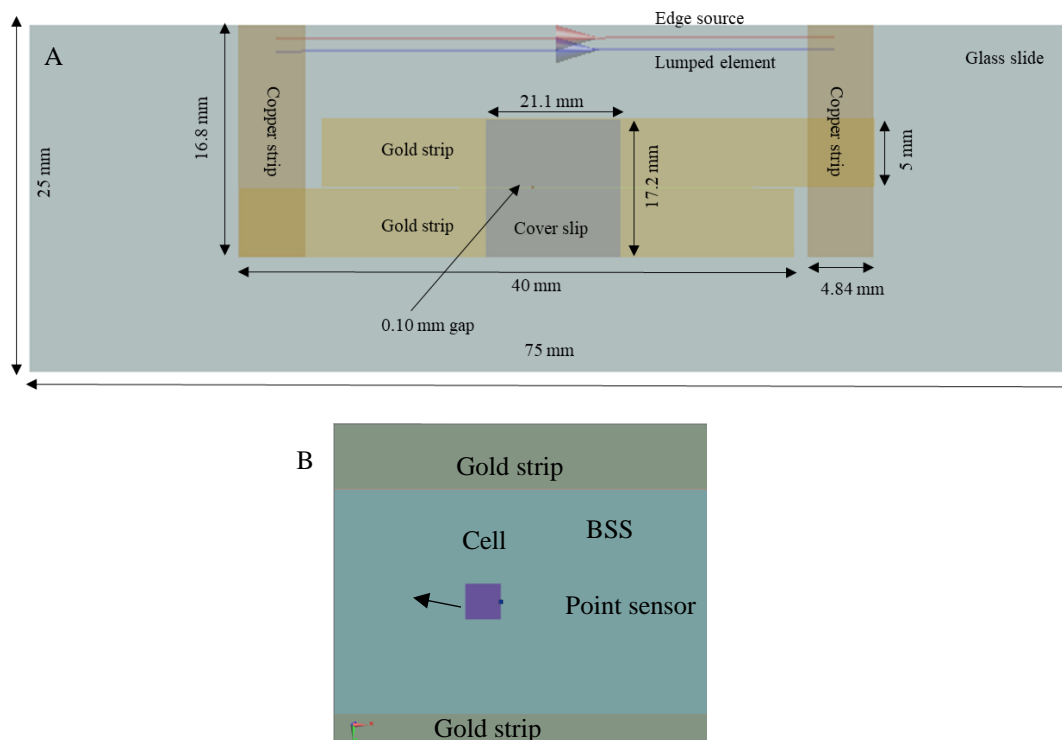 A
Edge source
Lumped element
Glass slide
Copper strip
Copper strip
16.8 mm
25 mm
21.1 mm
Gold strip
17.2 mm
5 mm
Gold strip
Cover slip
40 mm
4.84 mm
0.10 mm gap
75 mm
B
Gold strip
Cell
BSS
Point sensor
Gold strip